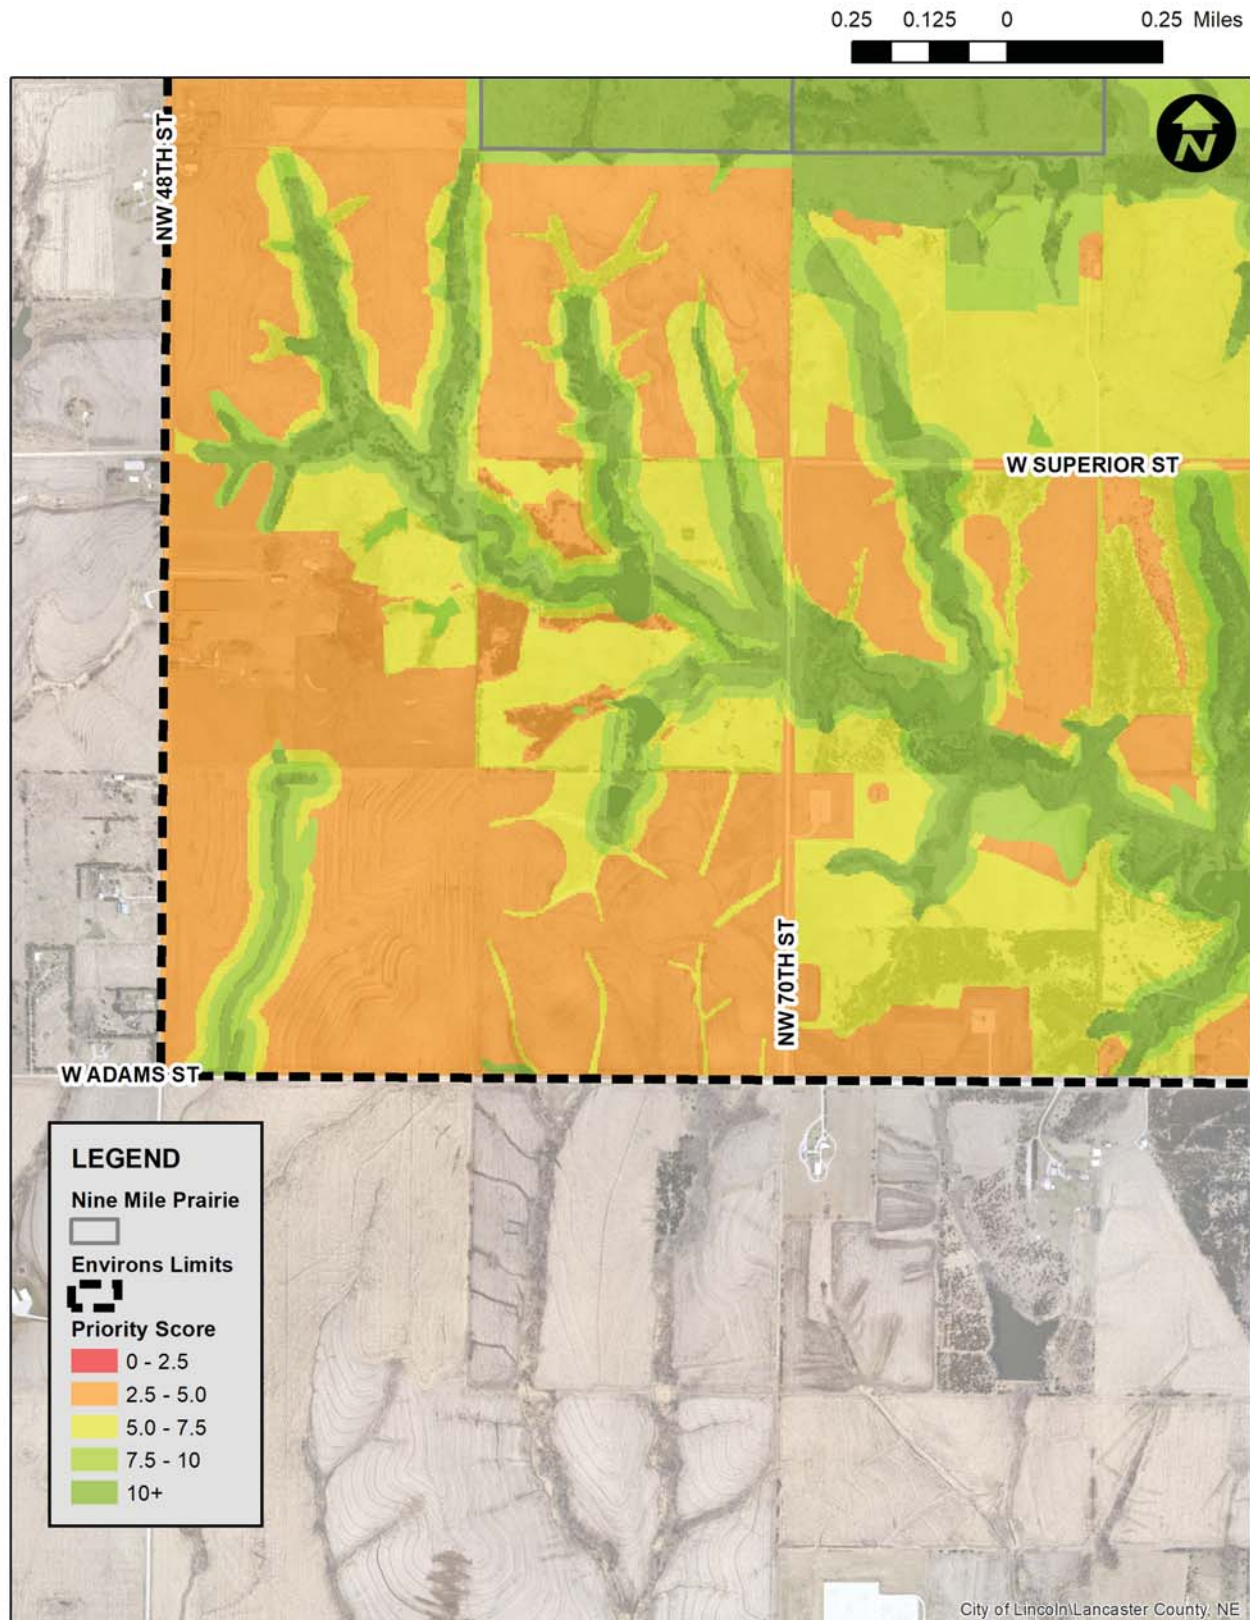 0.25 0.125 0 0.25 Miles
N
NW 48TH ST
W SUPERIOR ST
NW 70TH ST
W ADAMS ST
LEGEND
Nine Mile Prairie
Environs Limits
Priority Score
0 - 2.5
2.5 - 5.0
5.0 - 7.5
7.5 - 10
10+
City of Lincoln\Lancaster County, NE